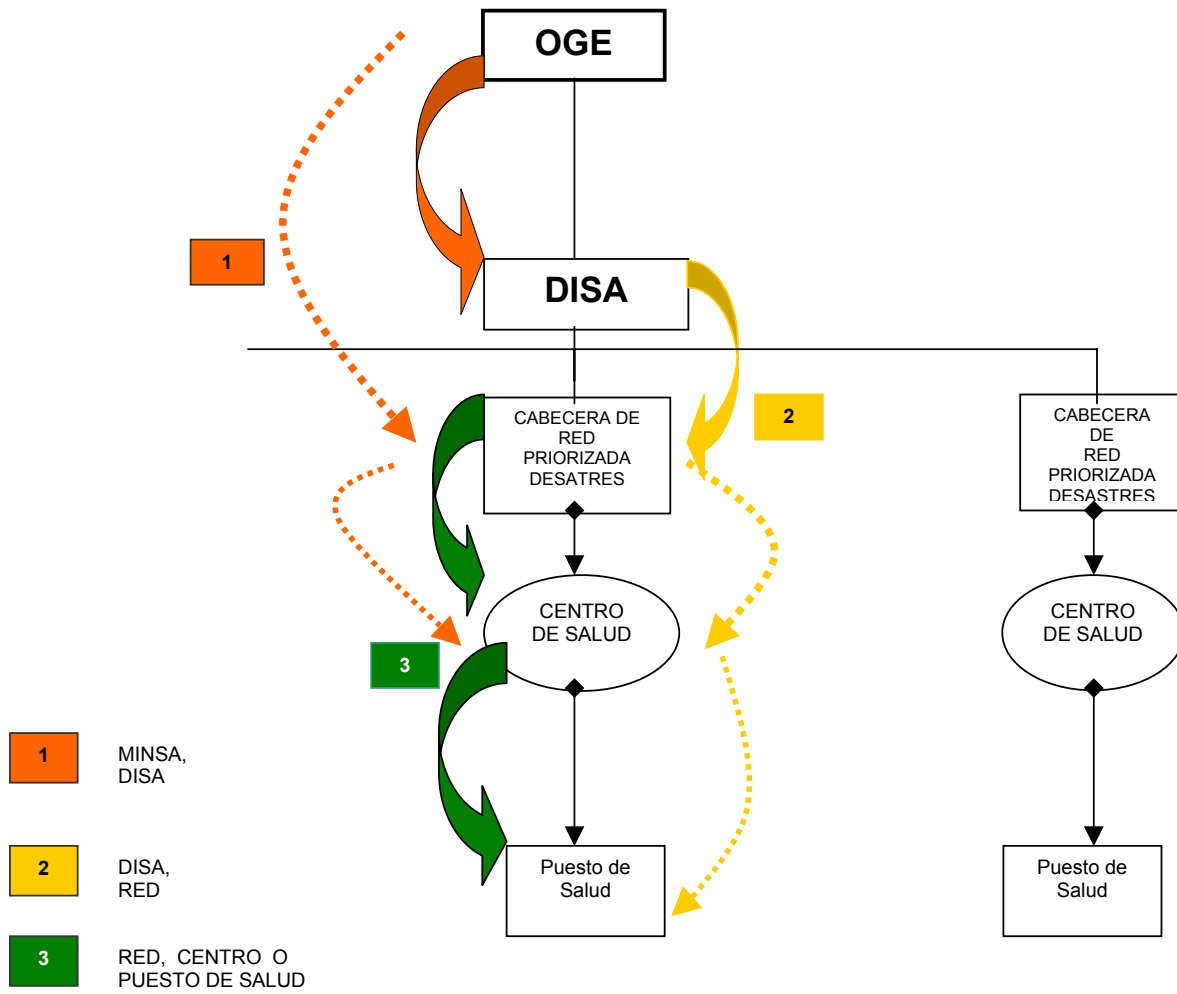 OGE
1
DISA
2
CABECERA DE
RED
PRIORIZADA
DESATRES
CABECERA
DE
RED
PRIORIZADA
DESASTRES
CENTRO
DE SALUD
CENTRO
DE SALUD
3
1
MINSA,
DISA
Puesto de
Salud
Puesto de
Salud
2
DISA,
RED
3
RED, CENTRO O
PUESTO DE SALUD